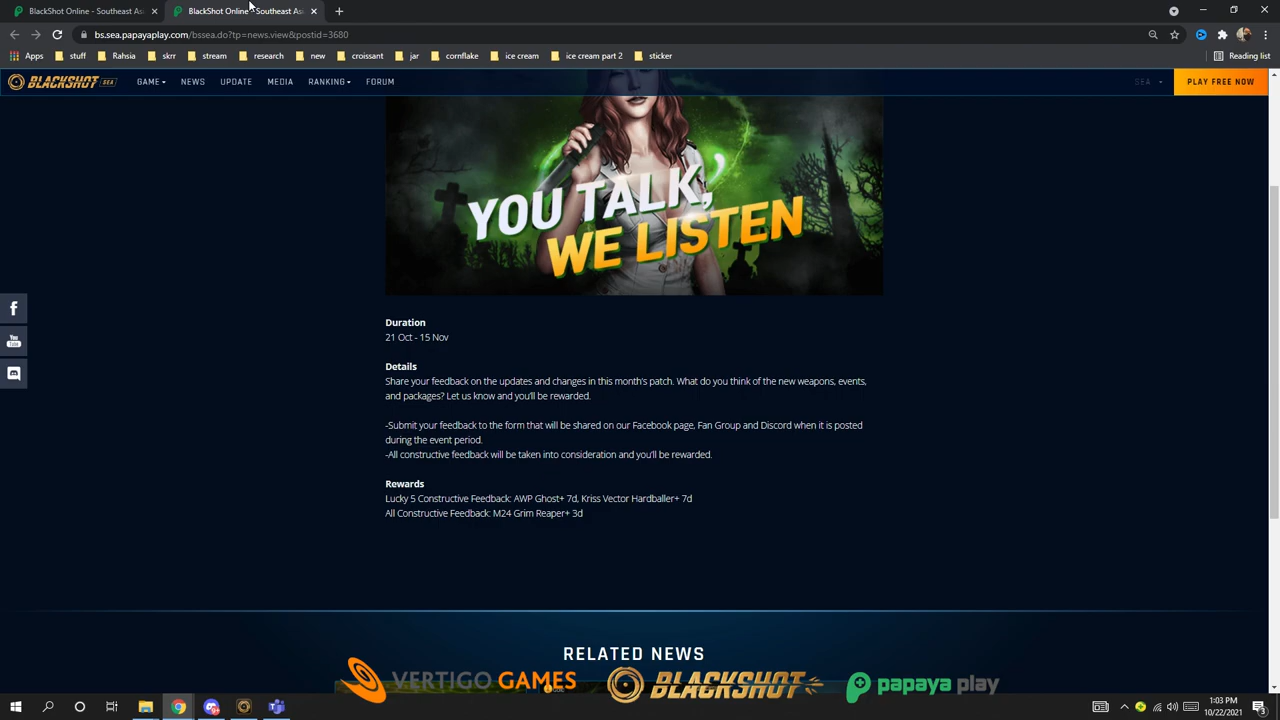 BlackShot Online - Southeast Asi
BlackShot Online - Southeast Asi
bs.sea.papayaplay.com/bssea.do?tp=news.view&postid=3680
Apps
stuff
Rahsia
skrr
stream
research
new
croissant
jar
cornflake
ice cream
ice cream part 2
sticker
Reading list
BLACKSHOT SEA
GAME
NEWS
UPDATE
MEDIA
RANKING
FORUM
SEA
PLAY FREE NOW
YOU TALK,
WE LISTEN
You Tube
Duration
21 Oct - 15 Nov
Details
Share your feedback on the updates and changes in this month's patch. What do you think of the new weapons, events,
and packages? Let us know and you'll be rewarded.
-Submit your feedback to the form that will be shared on our Facebook page, Fan Group and Discord when it is posted
during the event period.
-All constructive feedback will be taken into consideration and you'll be rewarded.
Rewards
Lucky 5 Constructive Feedback: AWP Ghost+ 7d, Kriss Vector Hardballer+ 7d
All Constructive Feedback: M24 Grim Reaper+ 3d
RELATED NEWS
VERTIGO GAMES
BLACKSHOT
papaya play
1:03 PM
10/22/2021
3